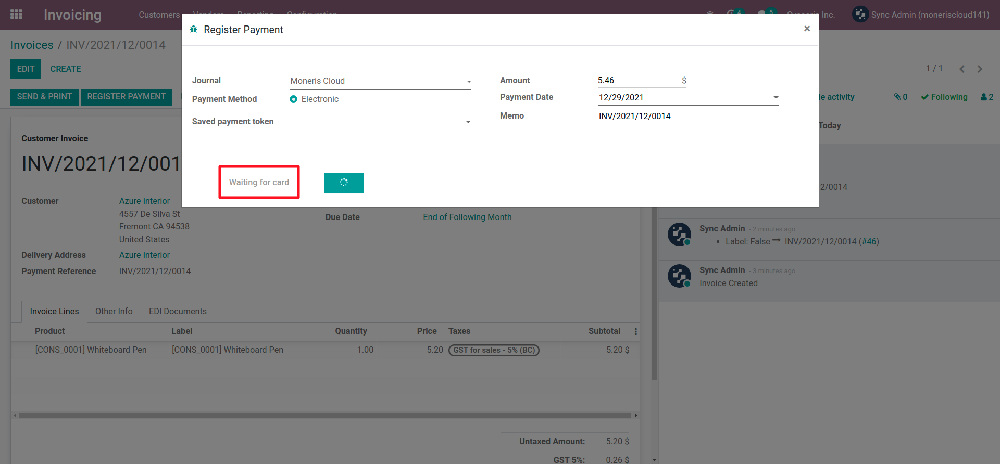 Invoicing
Customers Vendors Reporting Configuration
4 5 Inc. Sync Admin (moneriscloud141)
Register Payment ×
Invoices / INV/2021/12/0014
EDIT CREATE
1 / 1
SEND & PRINT REGISTER PAYMENT
le activity 0 Following 2
Journal Moneris Cloud
Payment Method Electronic
Saved payment token
Amount 5.46 $
Payment Date 12/29/2021
Memo INV/2021/12/0014
Waiting for card
Today
2/0014
Customer Invoice
INV/2021/12/001
Customer Azure Interior
4557 De Silva St
Fremont CA 94538
United States
Due Date End of Following Month
Delivery Address Azure Interior
Payment Reference INV/2021/12/0014
Sync Admin - 2 minutes ago
• Label: False → INV/2021/12/0014 (#46)
Sync Admin - 3 minutes ago
Invoice Created
Invoice Lines Other Info EDI Documents
Product Label Quantity Price Taxes Subtotal
[CONS_0001] Whiteboard Pen [CONS_0001] Whiteboard Pen 1.00 5.20 GST for sales - 5% (BC) 5.20 $
Untaxed Amount: 5.20 $
GST 5%: 0.26 $